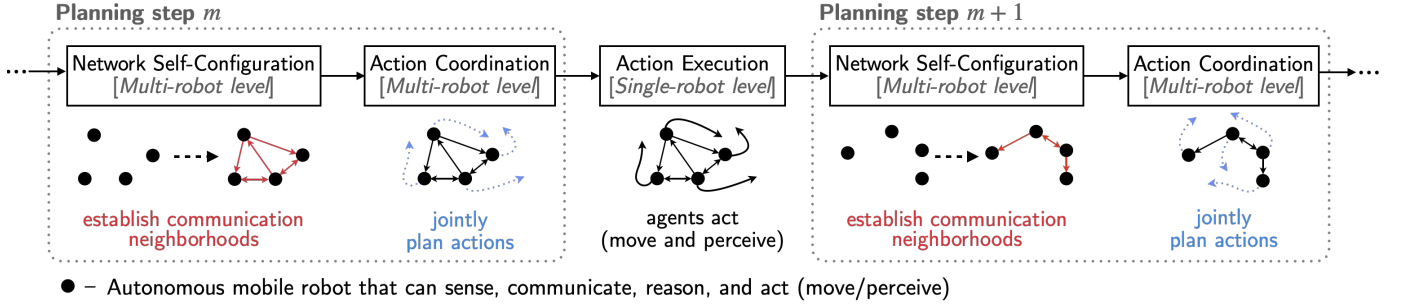 Planning step m
Planning step m + 1
Network Self-Configuration
[Multi-robot level]
Action Coordination
[Multi-robot level]
Action Execution
[Single-robot level]
Network Self-Configuration
[Multi-robot level]
Action Coordination
[Multi-robot level]
establish communication
neighborhoods
jointly
plan actions
agents act
(move and perceive)
establish communication
neighborhoods
jointly
plan actions
– Autonomous mobile robot that can sense, communicate, reason, and act (move/perceive)